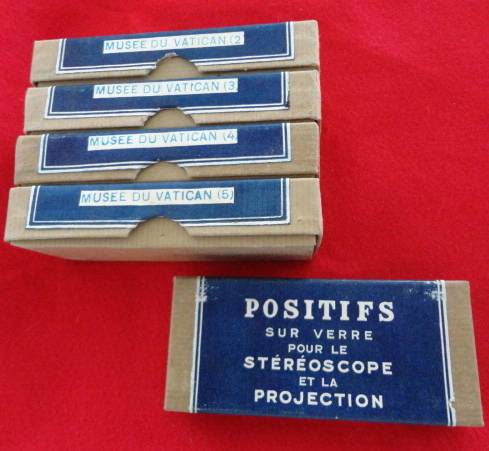 MUSEE DU VATICAN (2
MUSEE DU VATICAN (3
MUSEE DU VATICAN (4
MUSEE DU VATICAN (5)
POSITIFS
SUR VERRE
POUR LE
STÉRÉOSCOPE
ET LA
PROJECTION